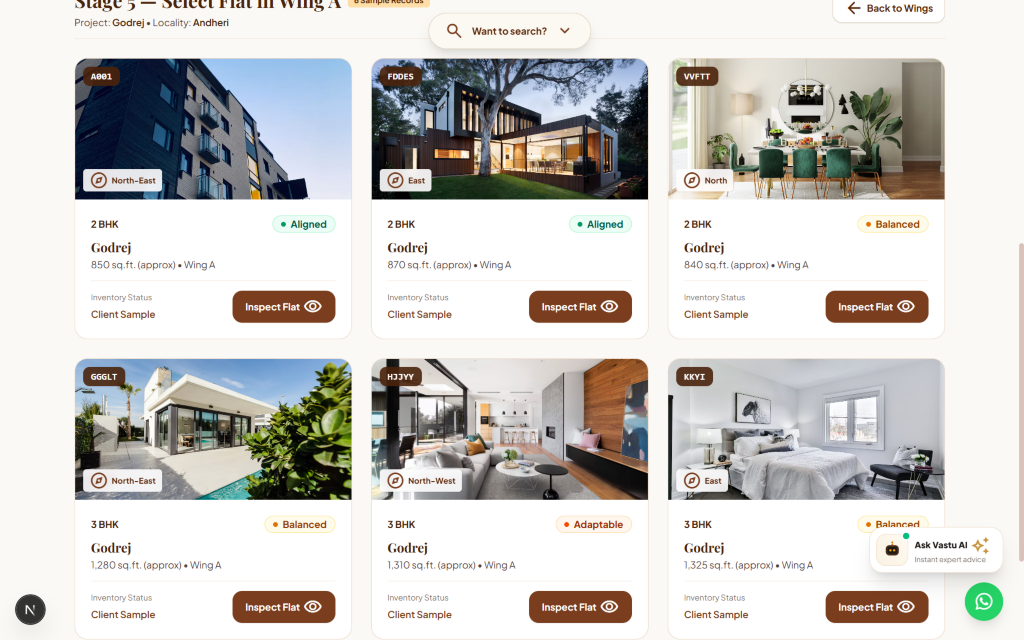 Stage 5 — Select Flat in Wing A
6 Sample Records
Project: Godrej • Locality: Andheri
Want to search?
Back to Wings
A001
North-East
2 BHK
Aligned
Godrej
850 sq.ft. (approx) • Wing A
Inventory Status
Client Sample
Inspect Flat
FDDES
East
2 BHK
Aligned
Godrej
870 sq.ft. (approx) • Wing A
Inventory Status
Client Sample
Inspect Flat
VVFTT
North
2 BHK
Balanced
Godrej
840 sq.ft. (approx) • Wing A
Inventory Status
Client Sample
Inspect Flat
GGGLT
North-East
3 BHK
Balanced
Godrej
1,280 sq.ft. (approx) • Wing A
Inventory Status
Client Sample
Inspect Flat
HJJYY
North-West
3 BHK
Adaptable
Godrej
1,310 sq.ft. (approx) • Wing A
Inventory Status
Client Sample
Inspect Flat
KKYI
East
3 BHK
Balanced
Godrej
1,325 sq.ft. (approx) • Wing A
Inventory Status
Client Sample
Inspect Flat
Ask Vastu AI
Instant expert advice
N